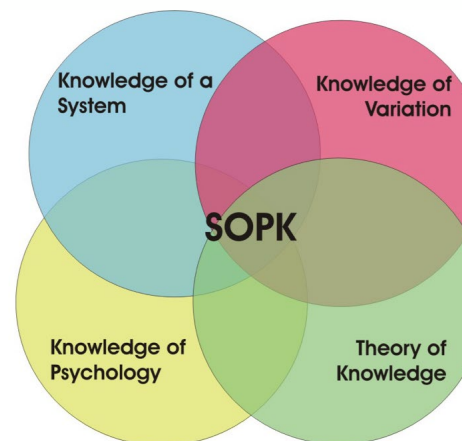 Knowledge of a
System
Knowledge of
Variation
SOPK
Knowledge of
Psychology
Theory of
Knowledge